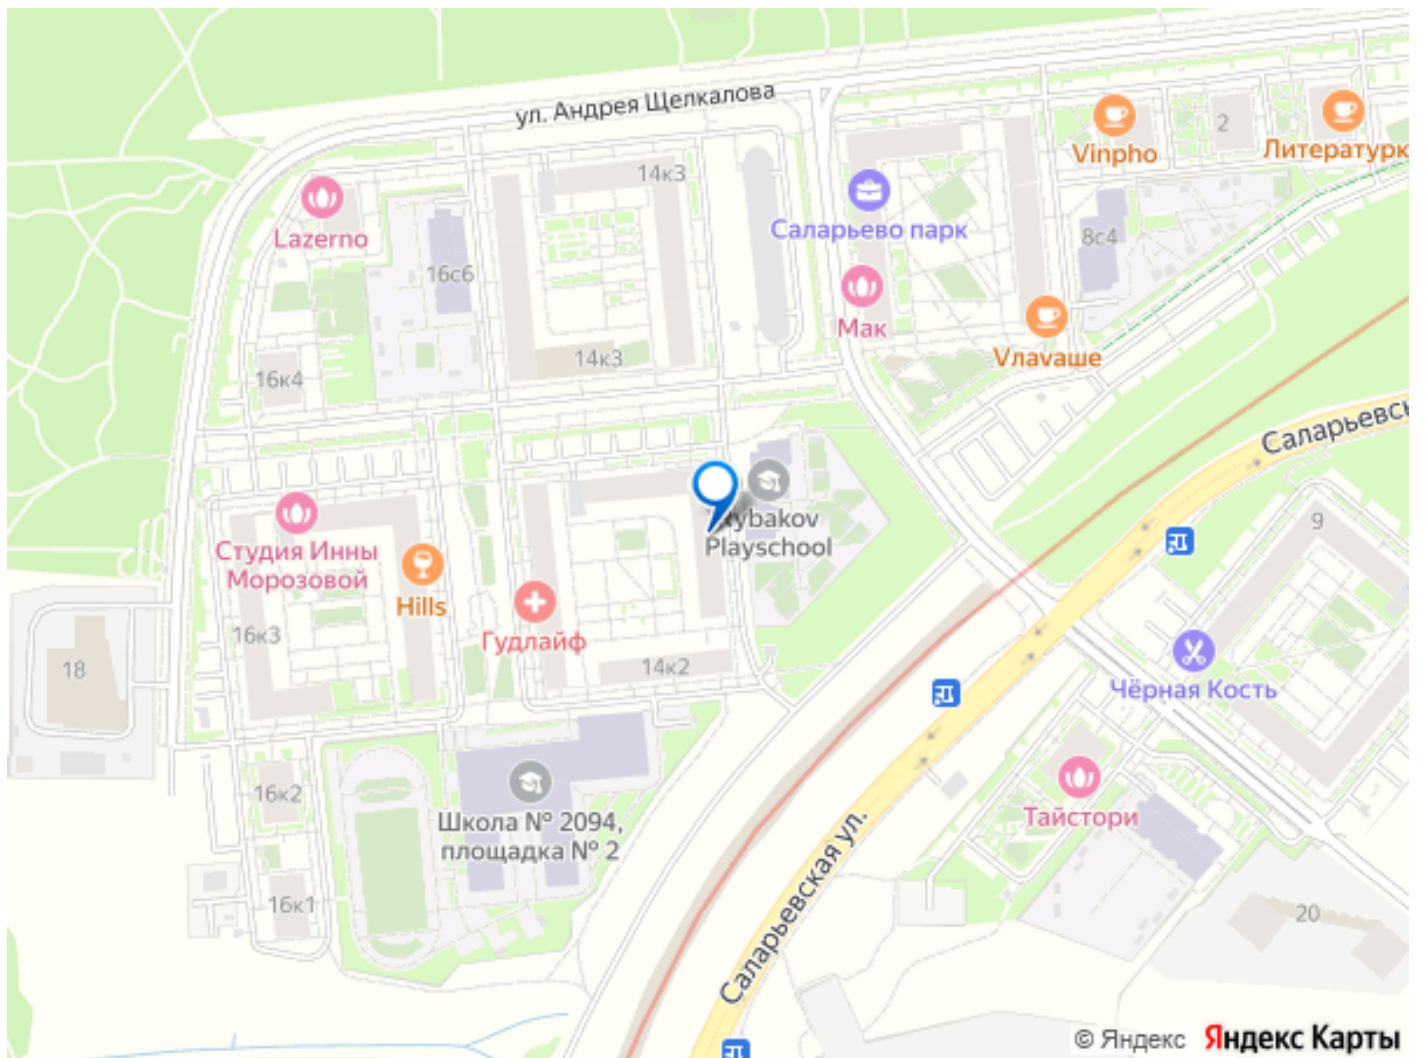 ул. Андрея Щелкалова
Vinpho
2
Литературк
14к3
Lazerno
Саларьево парк
8с4
16с6
Мак
Vлаваше
14к3
16к4
Саларьевск
Rybakov
Playschool
9
Студия Инны
Морозовой
Hills
Гудлайф
16к3
18
14к2
Чёрная Кость
Тайстори
16к2
Школа № 2094,
площадка № 2
16к1
20
Саларьевская ул.
© Яндекс Яндекс Карты